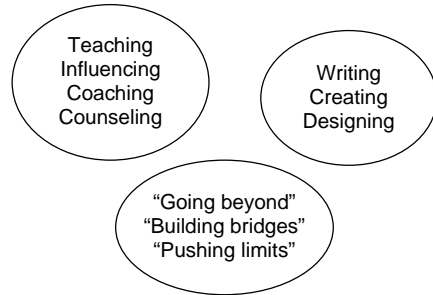 Teaching
Influencing
Coaching
Counseling
Writing
Creating
Designing
“Going beyond”
“Building bridges”
“Pushing limits”